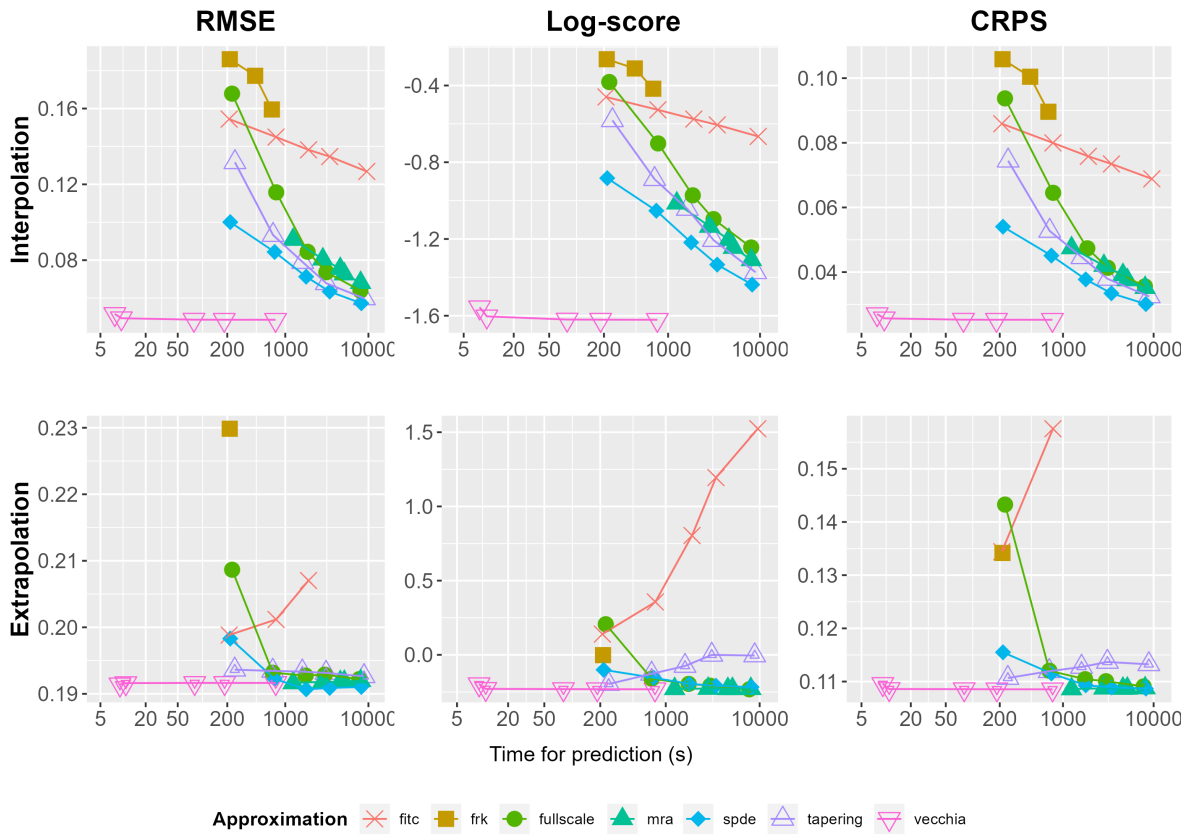 RMSE Log-score CRPS
Interpolation
0.16
0.12
0.08
-0.4
-0.8
-1.2
-1.6
0.10
0.08
0.06
0.04
5 20 50 200 1000 10000
5 20 50 200 1000 10000
5 20 50 200 1000 10000
Extrapolation
0.23
0.22
0.21
0.20
0.19
1.5
1.0
0.5
0.0
0.15
0.14
0.13
0.12
0.11
5 20 50 200 1000 10000
5 20 50 200 1000 10000
5 20 50 200 1000 10000
Time for prediction (s)
Approximation fitc frk fullscale mra spde tapering vecchia